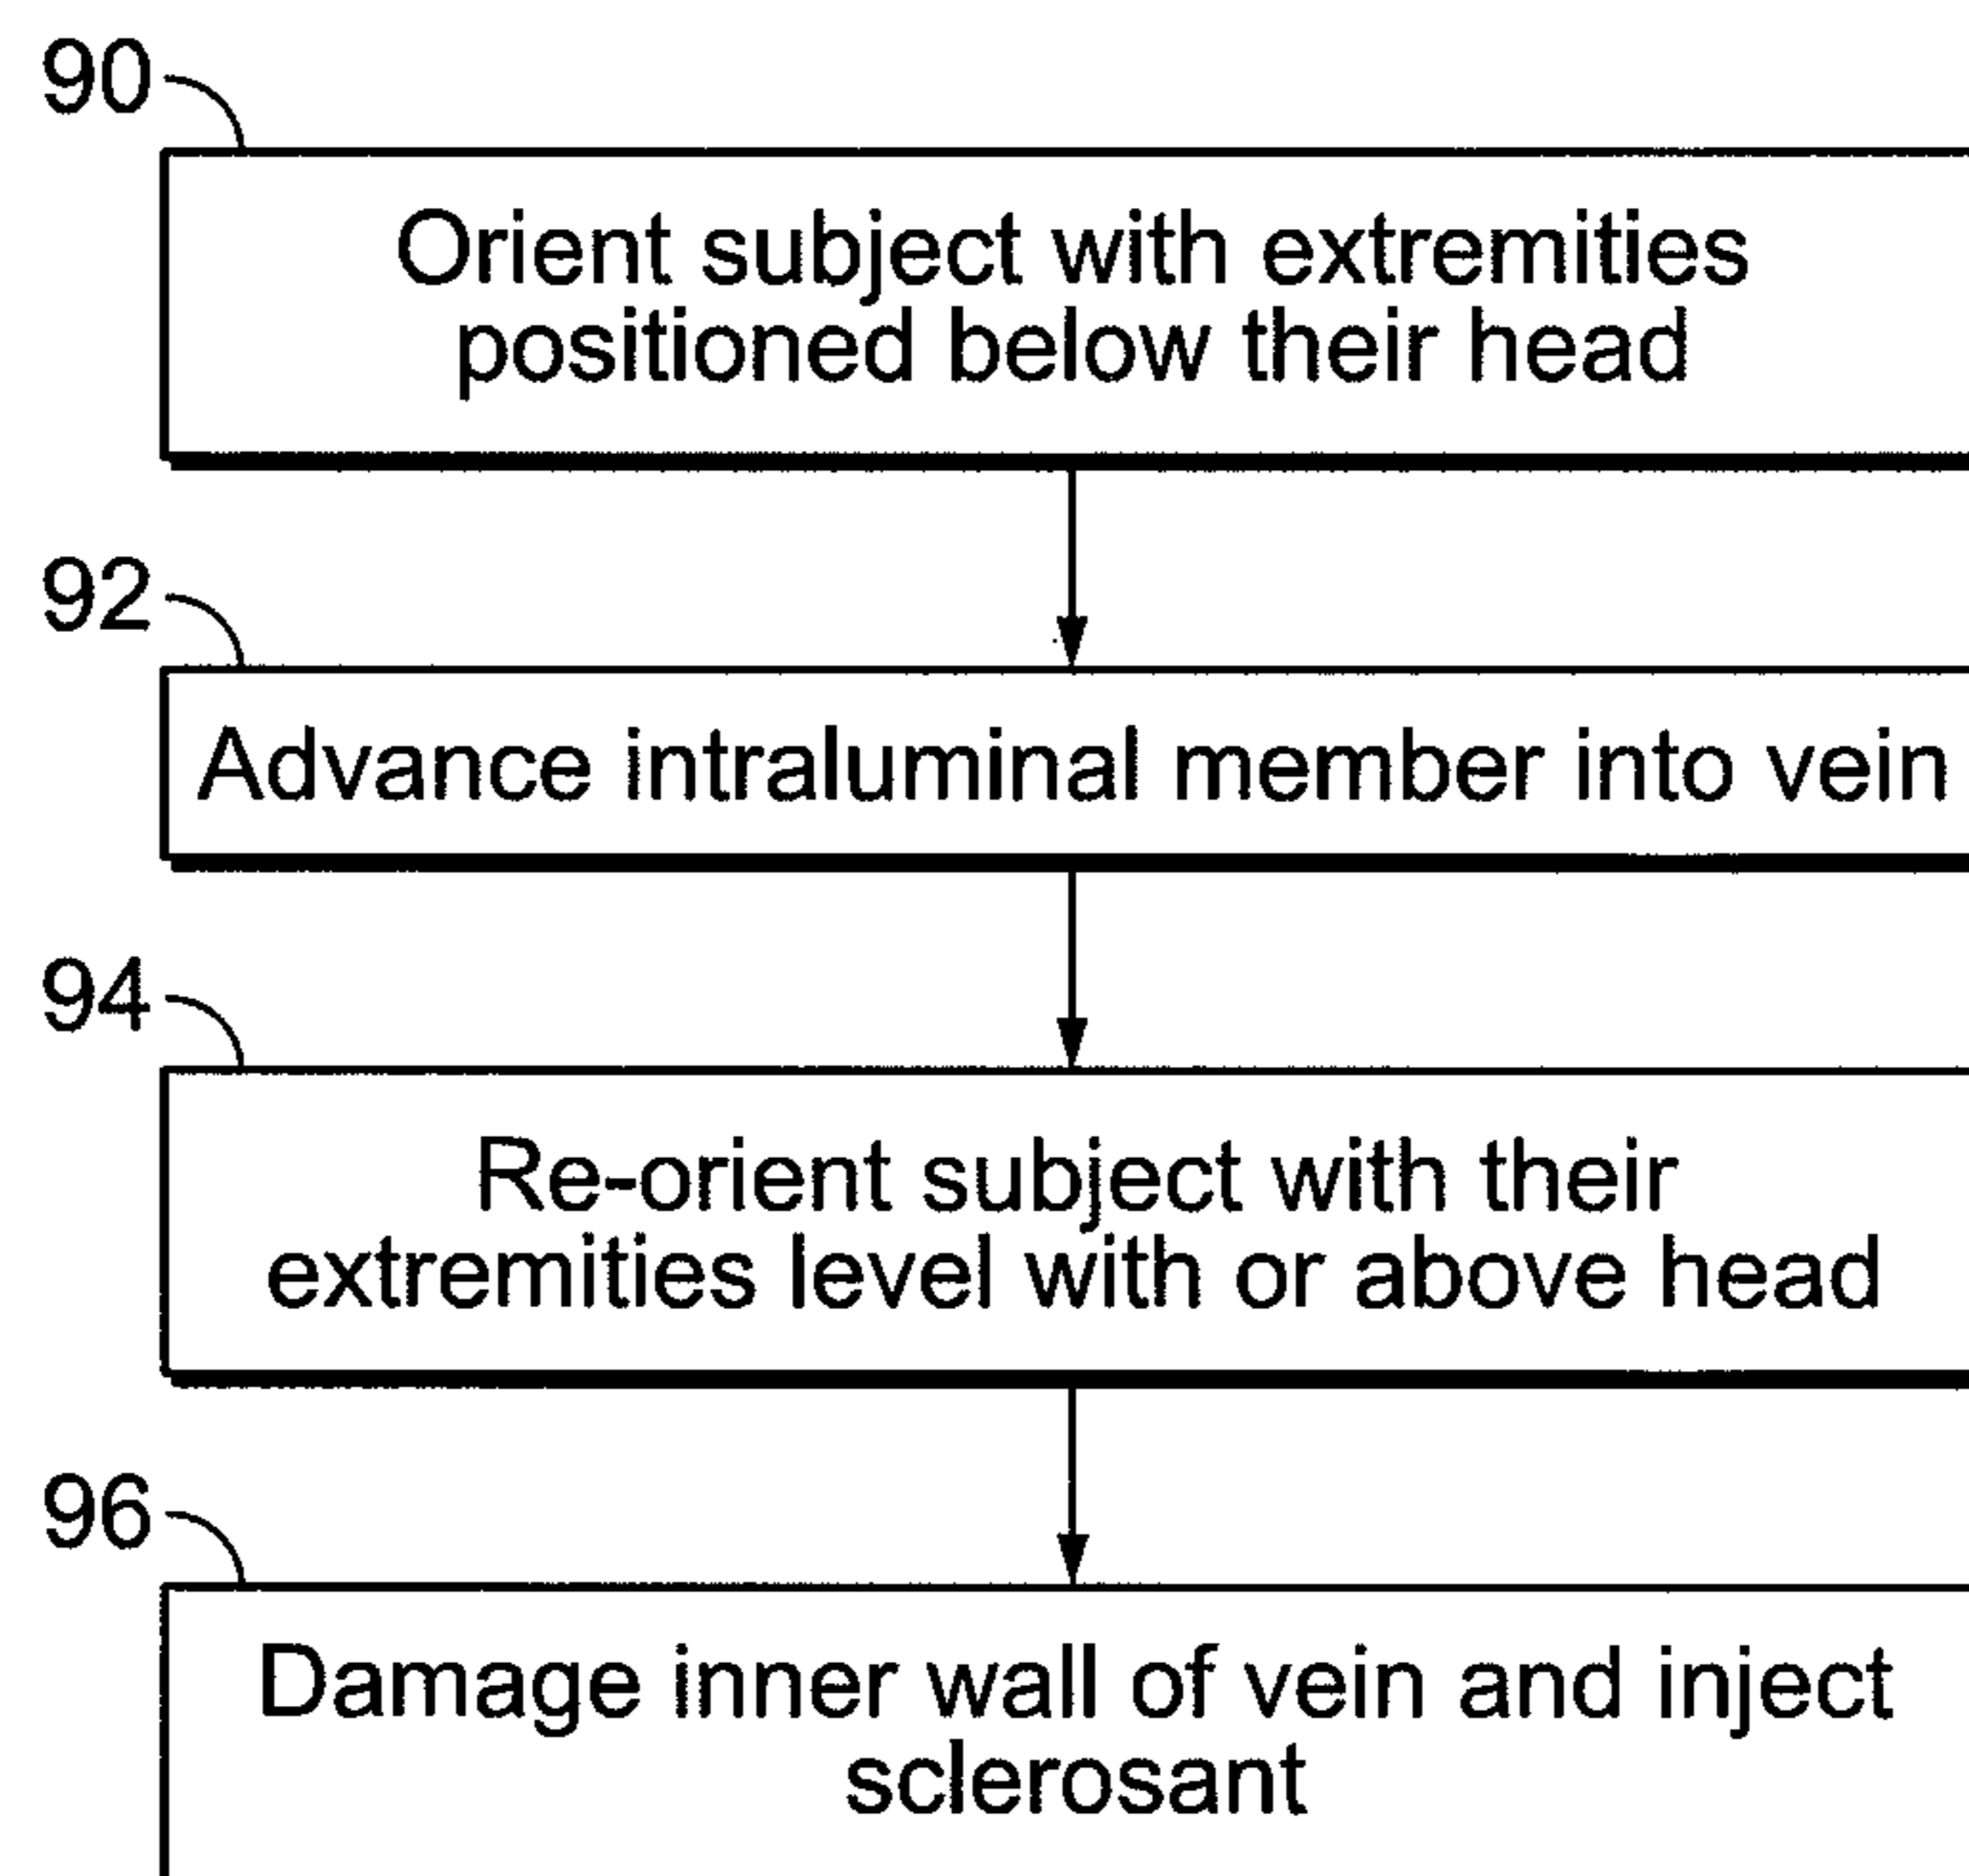 90
Orient subject with extremities
positioned below their head
92
Advance intraluminal member into vein
94
Re-orient subject with their
extremities level with or above head
96
Damage inner wall of vein and inject
sclerosant